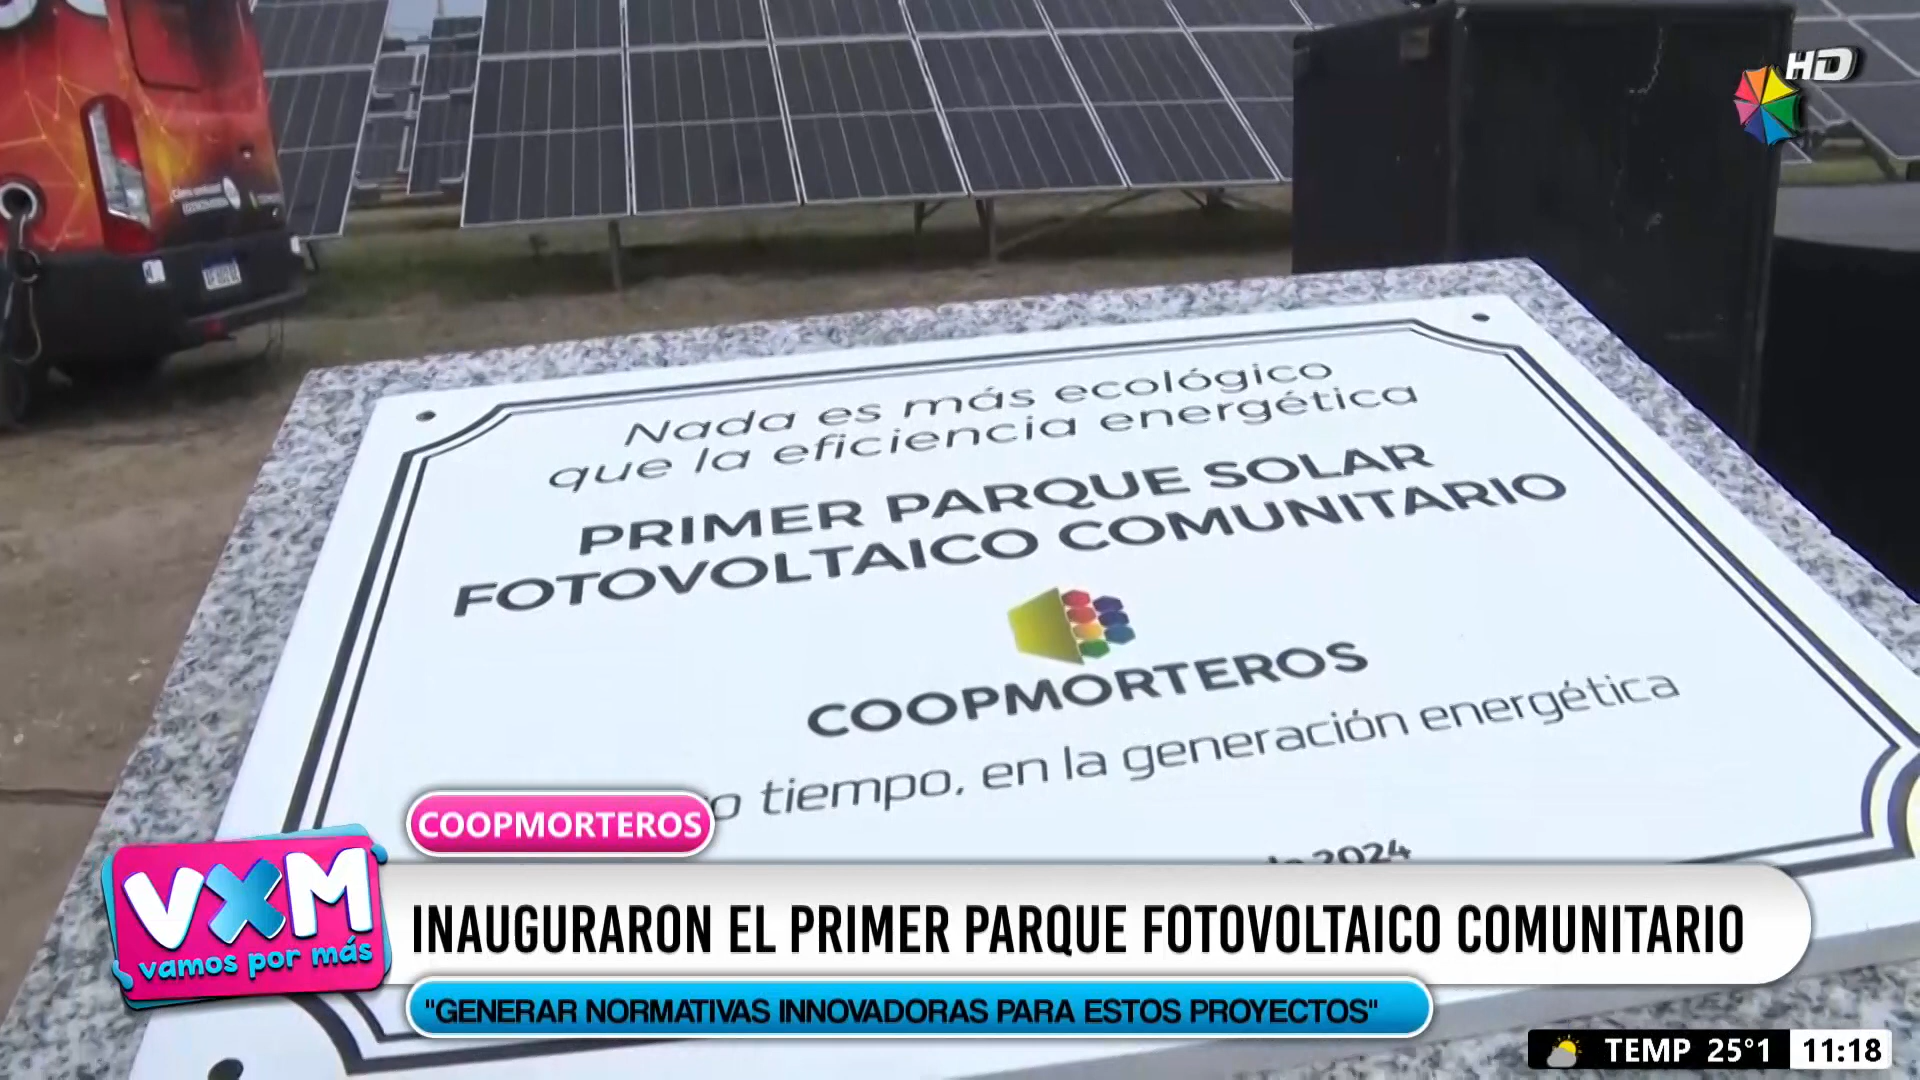 HD
Nada es más ecológico
que la eficiencia energética
PRIMER PARQUE SOLAR
FOTOVOLTAICO COMUNITARIO
COOPMORTEROS
tiempo, en la generación energética
2024
COOPMORTEROS
VXM
vamos por más
INAUGURARON EL PRIMER PARQUE FOTOVOLTAICO COMUNITARIO
"GENERAR NORMATIVAS INNOVADORAS PARA ESTOS PROYECTOS"
TEMP 25°1 11:18